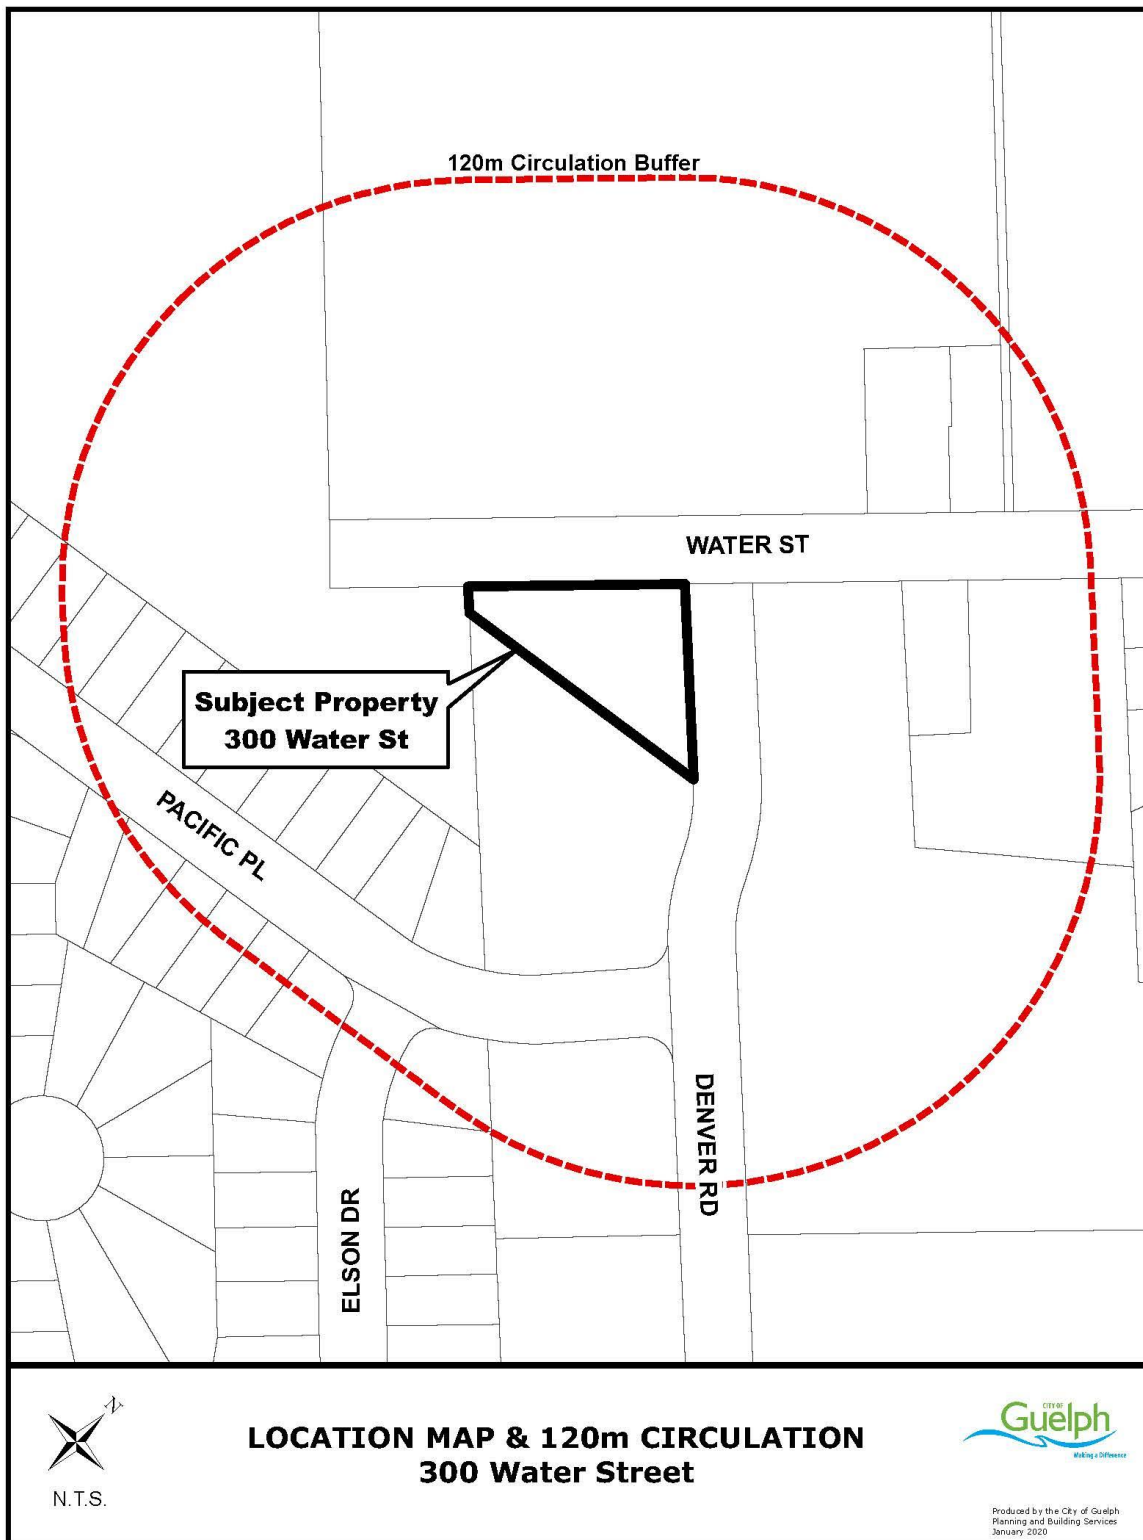 120m Circulation Buffer
WATER ST
Subject Property
300 Water St
PACIFIC PL
DENVER RD
ELSON DR
N
N.T.S.
LOCATION MAP & 120m CIRCULATION
300 Water Street
CITY OF
Guelph
Making a Difference
Produced by the City of Guelph
Planning and Building Services
January 2020